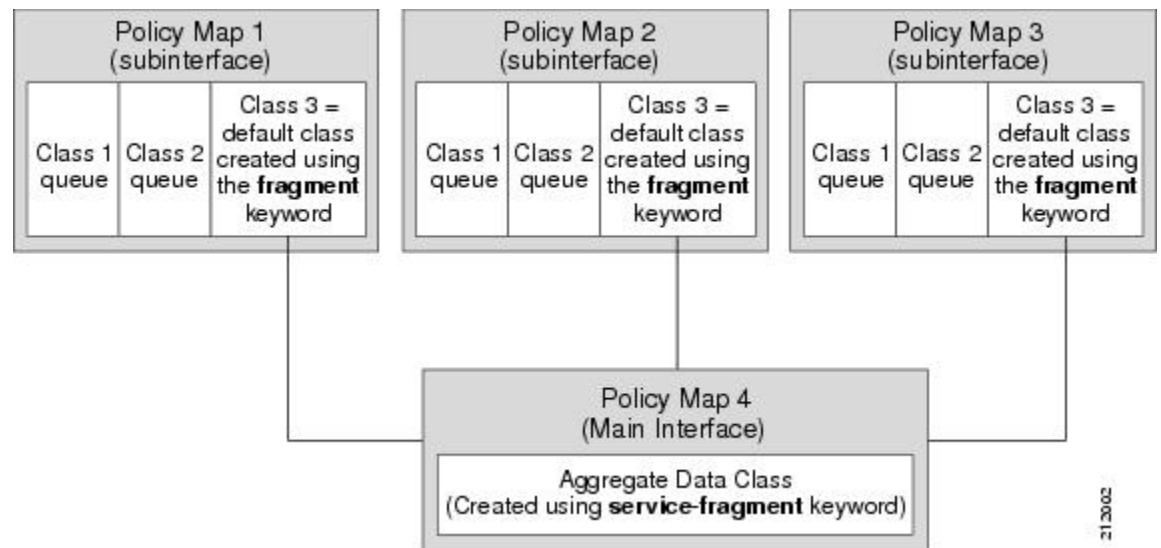 Policy Map 1
(subinterface)
Class 1
queue
Class 2
queue
Class 3 =
default class
created using
the fragment
keyword
Policy Map 2
(subinterface)
Class 1
queue
Class 2
queue
Class 3 =
default class
created using
the fragment
keyword
Policy Map 3
(subinterface)
Class 1
queue
Class 2
queue
Class 3 =
default class
created using
the fragment
keyword
Policy Map 4
(Main Interface)
Aggregate Data Class
(Created using service-fragment keyword)
212002